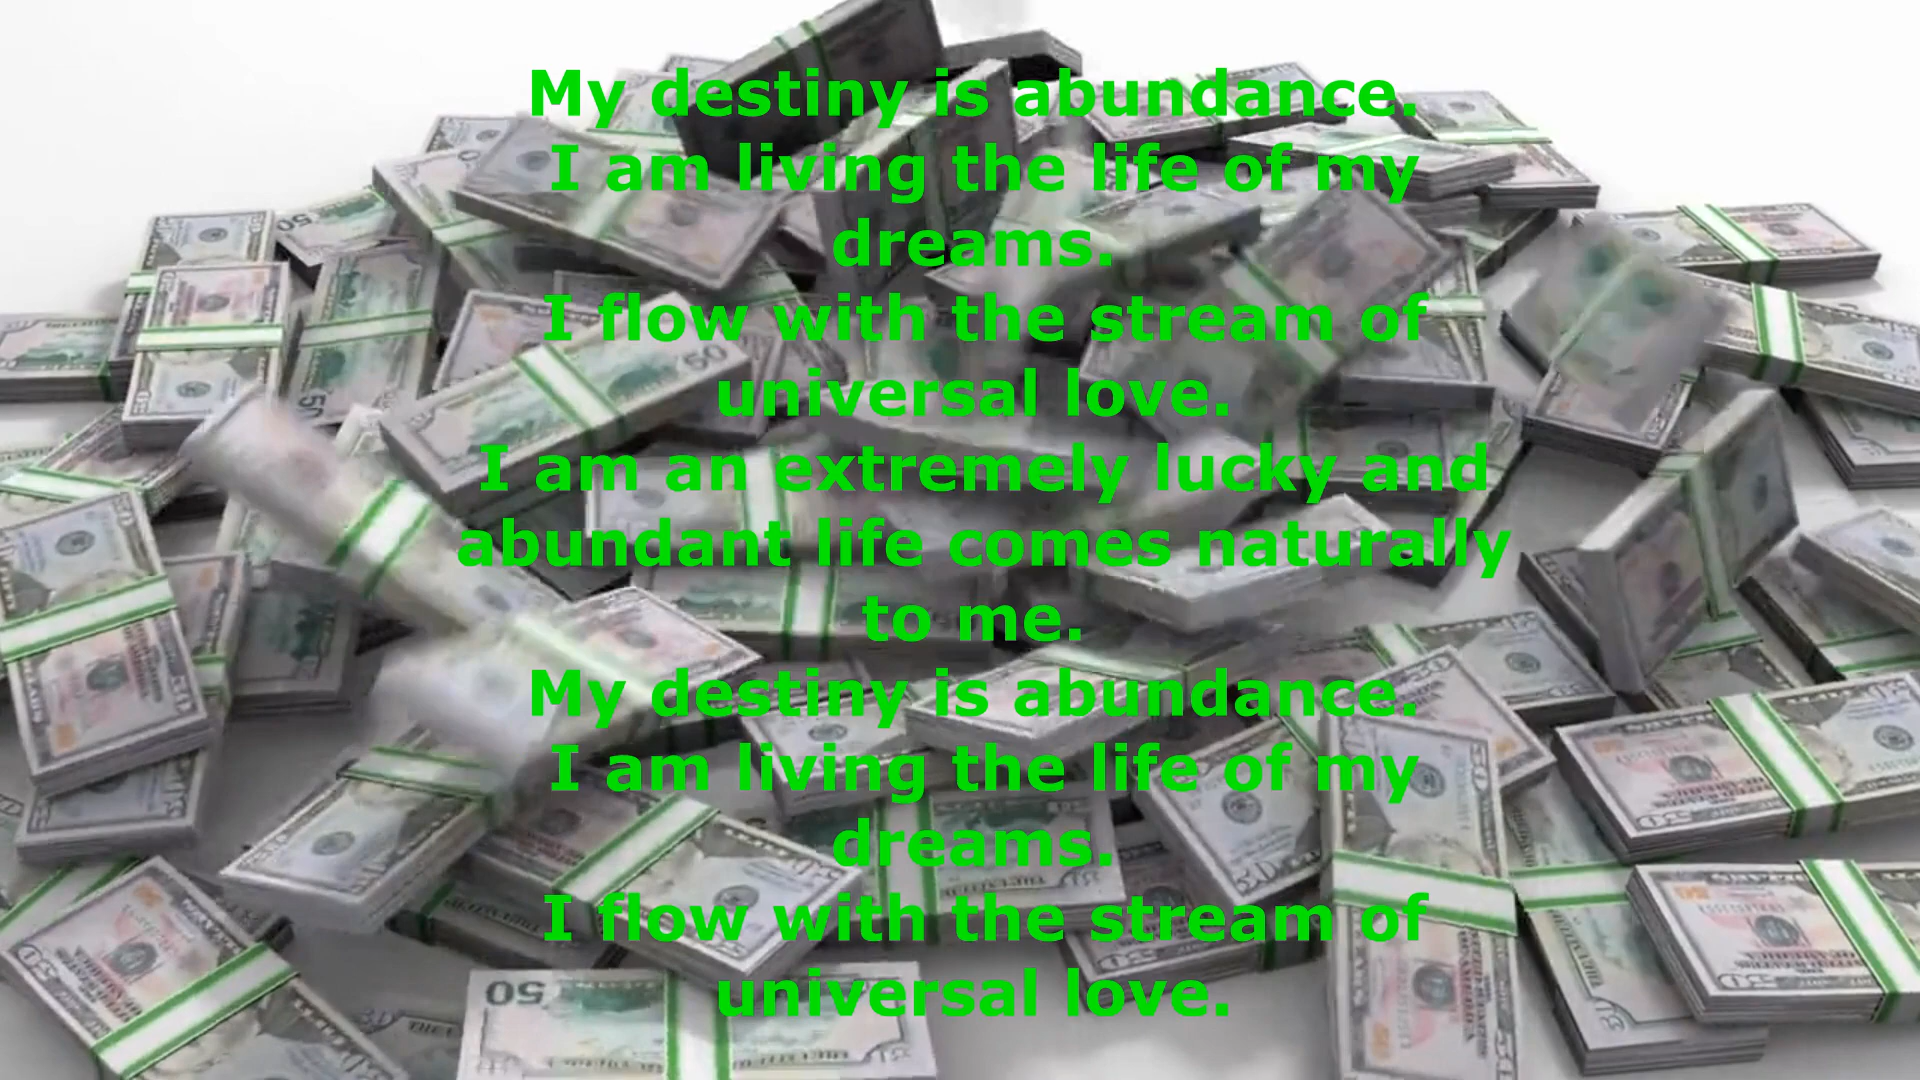 My destiny is abundance.
I am living the life of my
dreams.
I flow with the stream of
universal love.
I am an extremely lucky and
abundant life comes naturally
to me.
My destiny is abundance.
I am living the life of my
dreams.
I flow with the stream of
universal love.